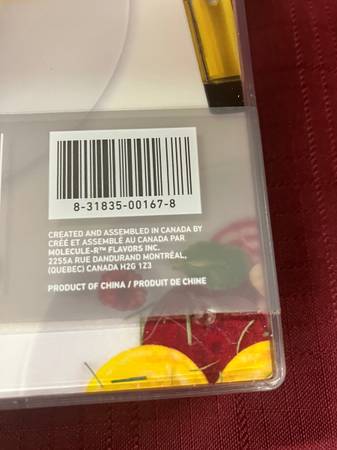 8-31835-00167-8
CREATED AND ASSEMBLED IN CANADA BY
CRÉÉ ET ASSEMBLÉ AU CANADA PAR
MOLECULE-R™ FLAVORS INC.
2255A RUE DANDURAND MONTRÉAL,
(QUEBEC) CANADA H2G 1Z3
PRODUCT OF CHINA / PRODUIT DE CHINE